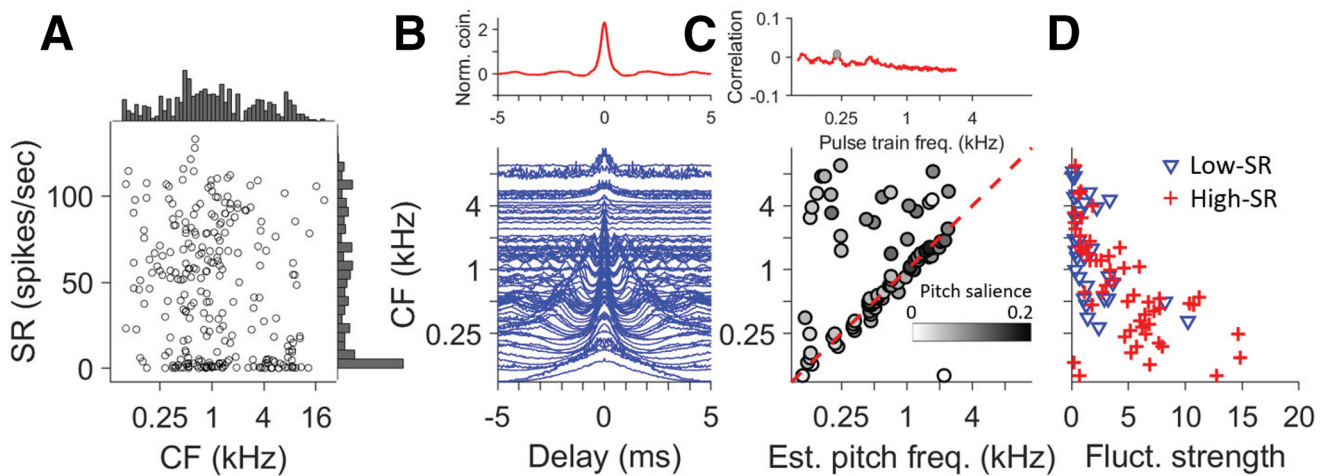 A
SR (spikes/sec)
100
50
0
0.25 1 4 16
CF (kHz)
B
Norm. coin.
2
0
-5 0 5
CF (kHz)
4
1
0.25
-5 0 5
Delay (ms)
C
Correlation
0.1
0
-0.1
0.25 1 4
Pulse train freq. (kHz)
4
1
0.25
Pitch salience
0 0.2
0.25 1 4
Est. pitch freq. (kHz)
D
Low-SR
High-SR
0 5 10 15 20
Fluct. strength